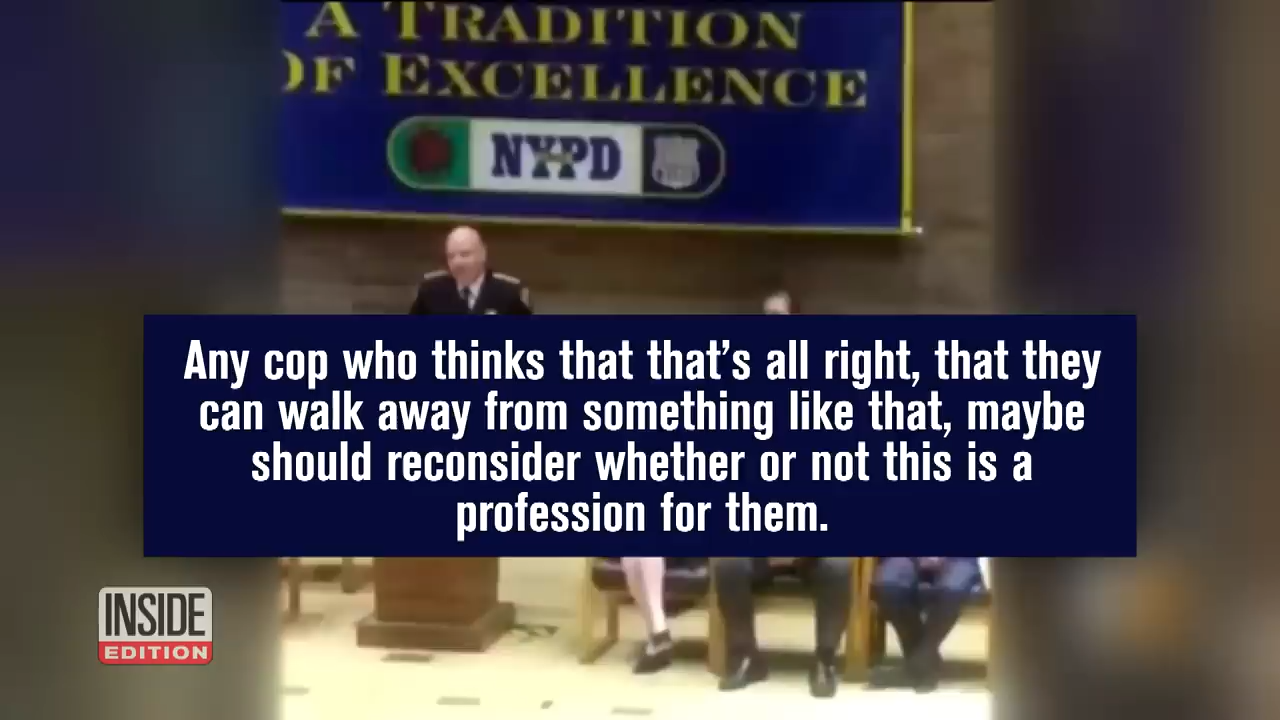 A TRADITION
OF EXCELLENCE
NYPD
Any cop who thinks that that's all right, that they
can walk away from something like that, maybe
should reconsider whether or not this is a
profession for them.
INSIDE
EDITION